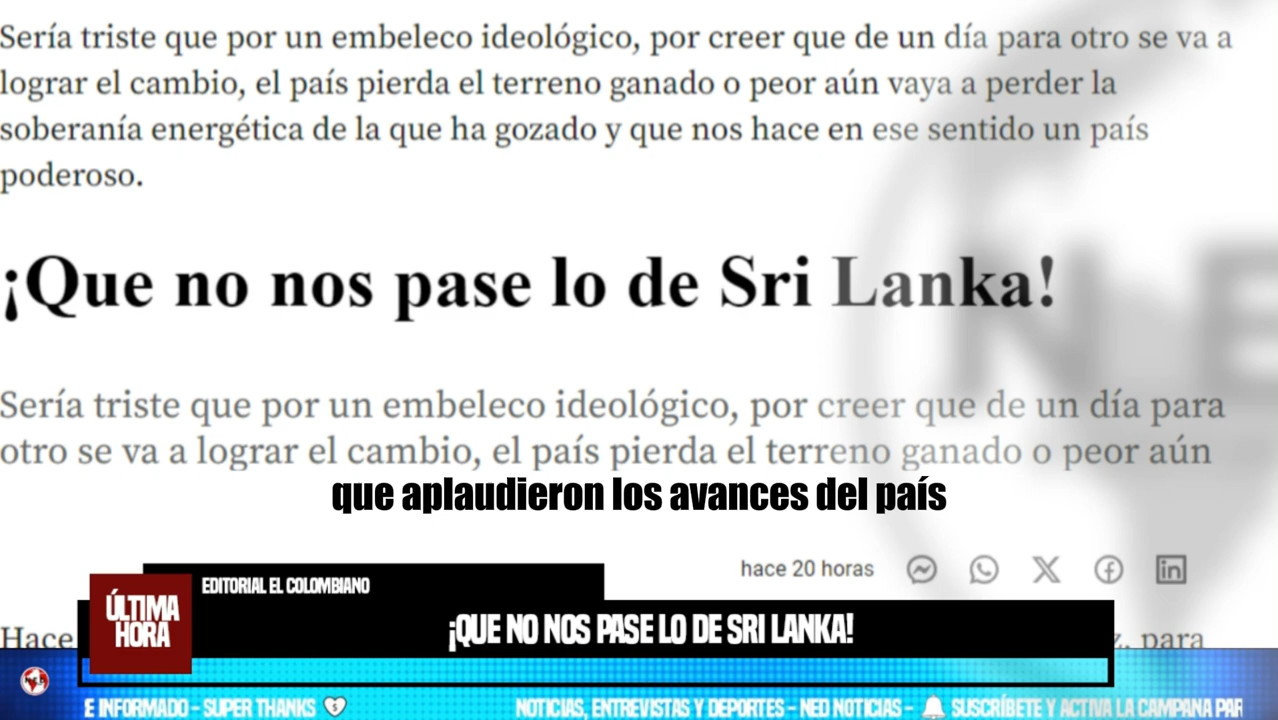 Sería triste que por un embeleco ideológico, por creer que de un día para otro se va a
lograr el cambio, el país pierda el terreno ganado o peor aún vaya a perder la
soberanía energética de la que ha gozado y que nos hace en ese sentido un país
poderoso.
¡Que no nos pase lo de Sri Lanka!
NE
Sería triste que por un embeleco ideológico, por creer que de un día para
otro se va a lograr el cambio, el país pierda el terreno ganado o peor aún
que aplaudieron los avances del país
hace 20 horas
EDITORIAL EL COLOMBIANO
ÚLTIMA
HORA
¡QUE NO NOS PASE LO DE SRI LANKA!
Hace
para
E INFORMADO - SUPER THANKS
NOTICIAS, ENTREVISTAS Y DEPORTES - NED NOTICIAS -
SUSCRÍBETE Y ACTIVA LA CAMPANA PAR